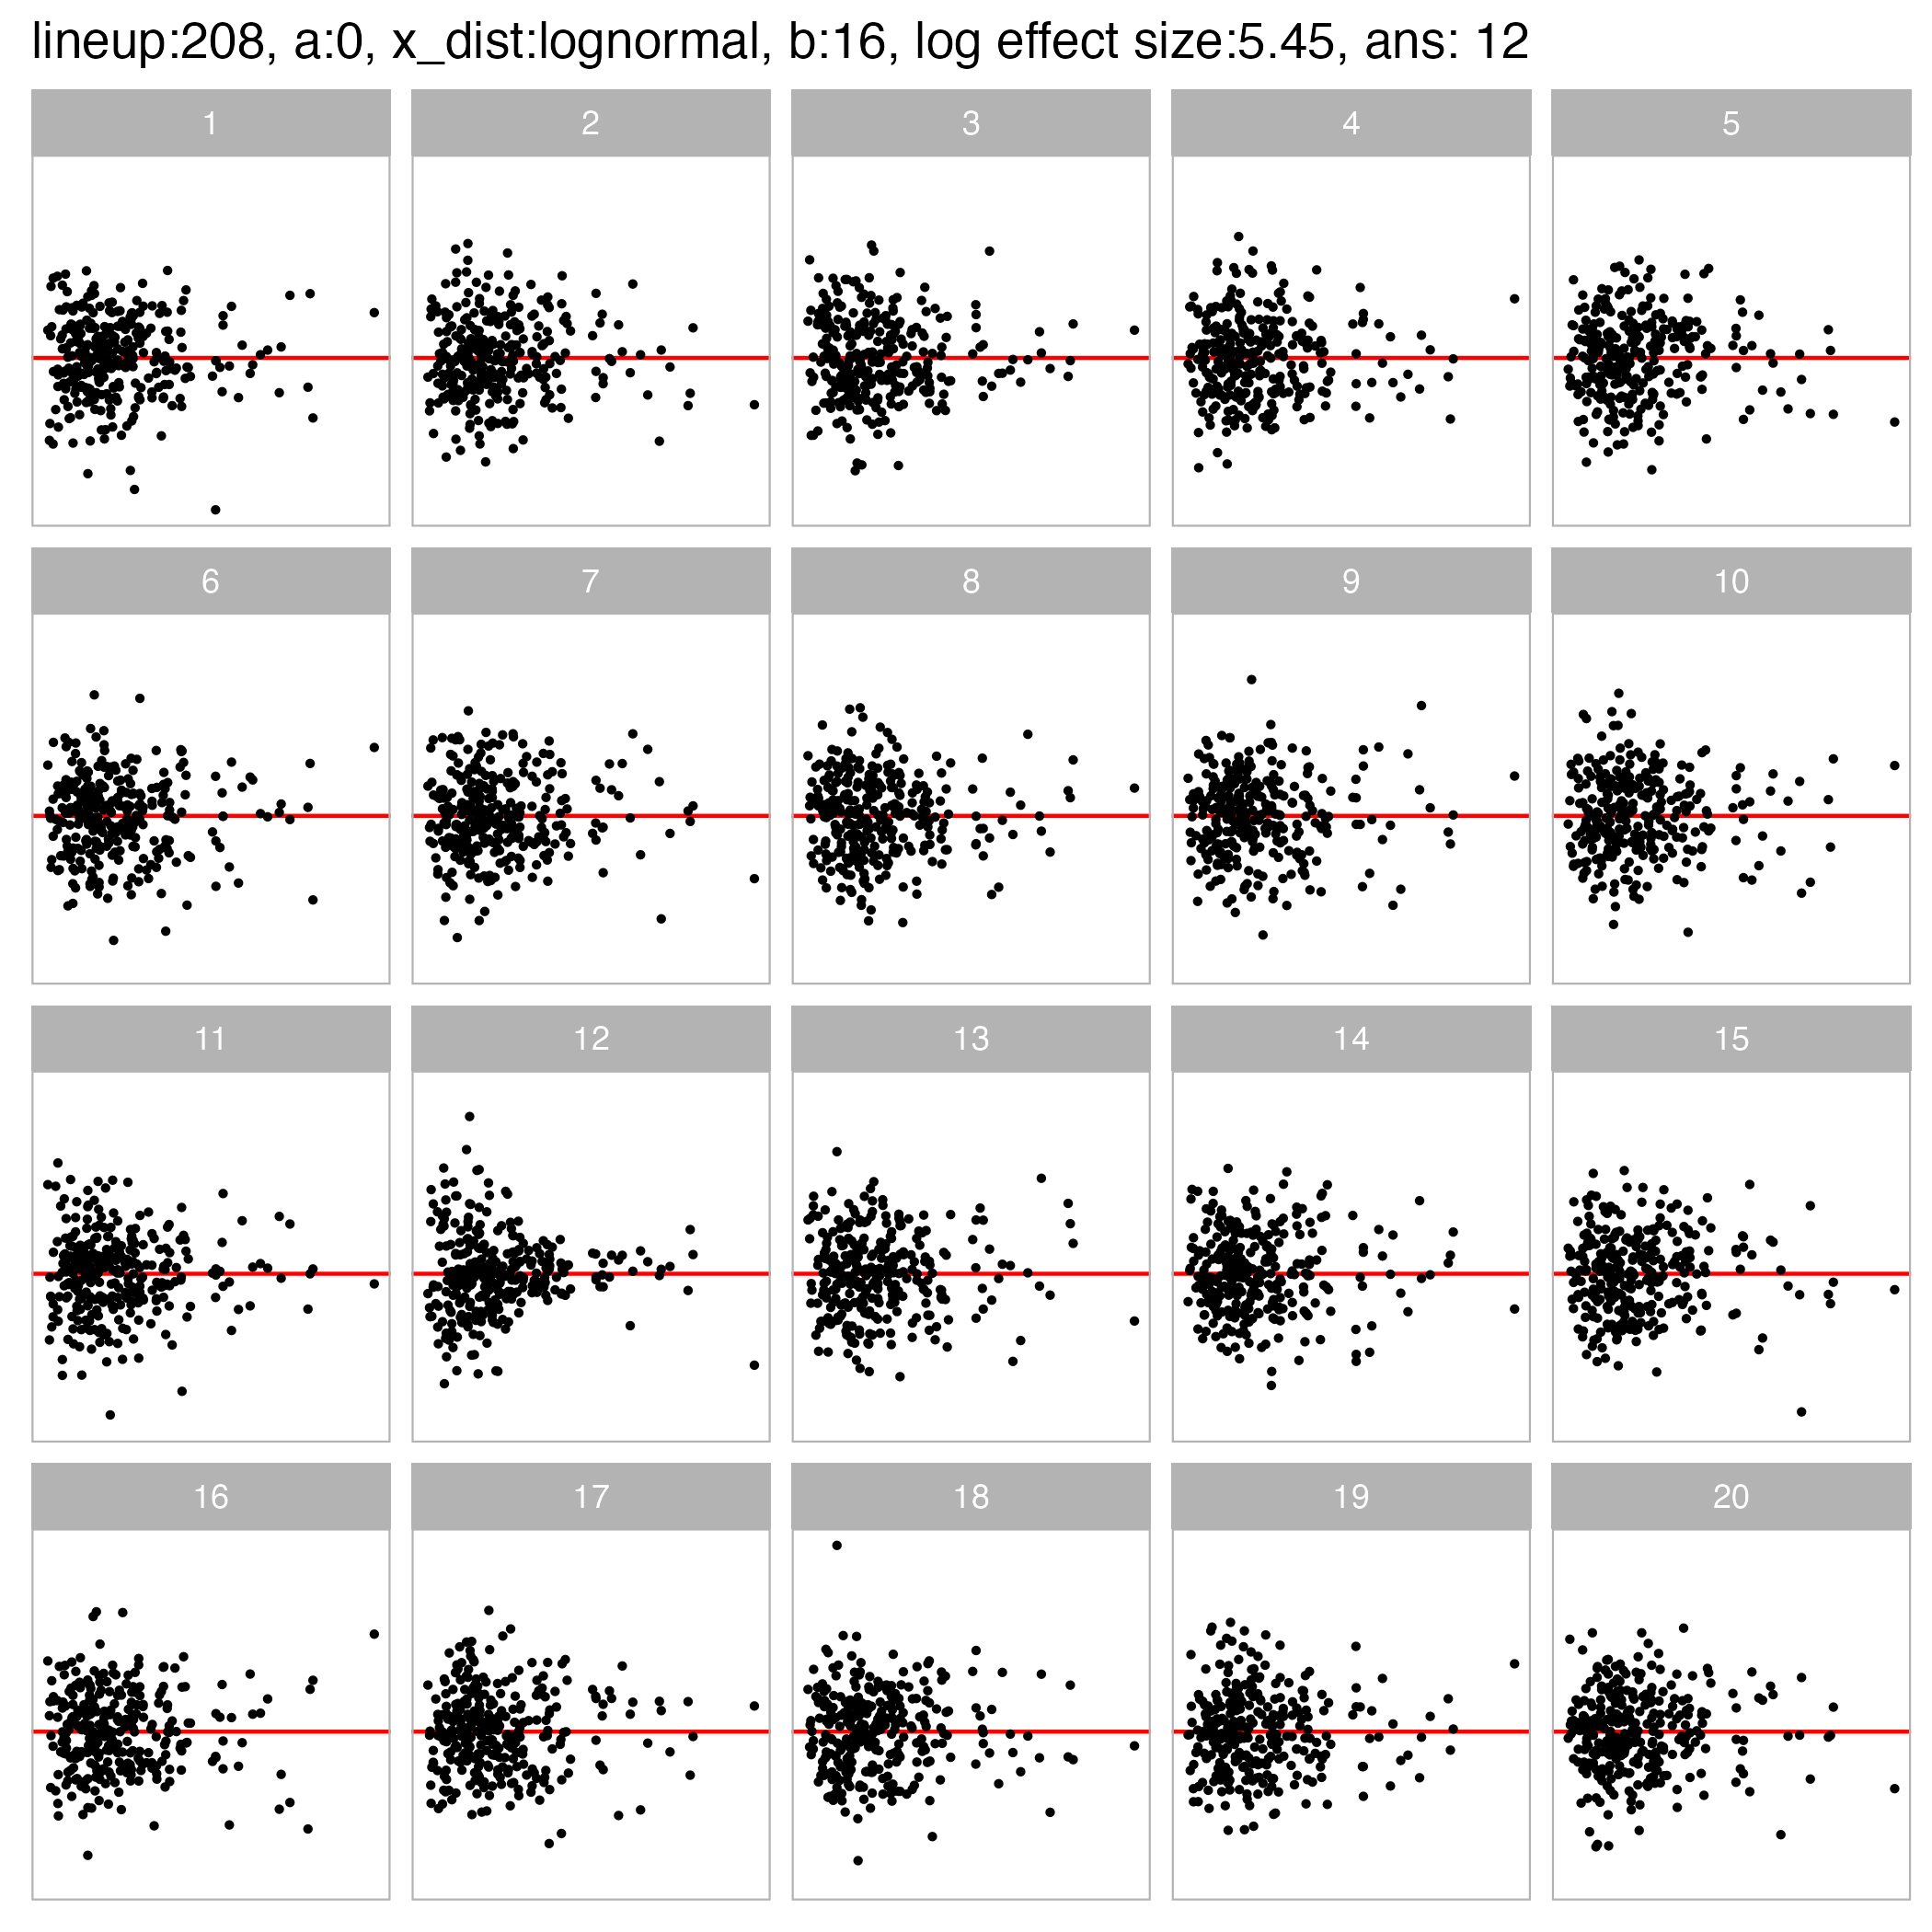 lineup:208, a:0, x_dist:lognormal, b:16, log effect size:5.45, ans: 12
1 2 3 4 5
6 7 8 9 10
11 12 13 14 15
16 17 18 19 20